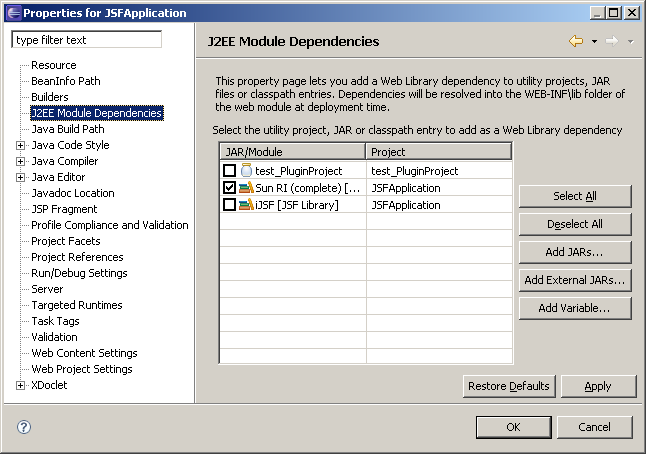 Properties for JSFApplication
type filter text
Resource
BeanInfo Path
Builders
J2EE Module Dependencies
Java Build Path
Java Code Style
Java Compiler
Java Editor
Javadoc Location
JSP Fragment
Profile Compliance and Validation
Project Facets
Project References
Run/Debug Settings
Server
Targeted Runtimes
Task Tags
Validation
Web Content Settings
Web Project Settings
XDoclet
J2EE Module Dependencies
This property page lets you add a Web Library dependency to utility projects, JAR
files or classpath entries. Dependencies will be resolved into the WEB-INF\lib folder of
the web module at deployment time.
Select the utility project, JAR or classpath entry to add as a Web Library dependency
JAR/Module Project
test_PluginProject test_PluginProject
Sun RI (complete) [... JSFApplication
iJSF [JSF Library] JSFApplication
Select All
Deselect All
Add JARs...
Add External JARs...
Add Variable...
Restore Defaults Apply
? OK Cancel